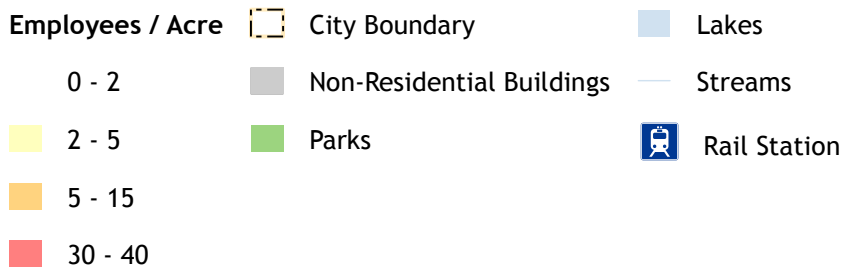 Employees / Acre
0 - 2
2 - 5
5 - 15
30 - 40
City Boundary
Non-Residential Buildings
Parks
Lakes
Streams
Rail Station